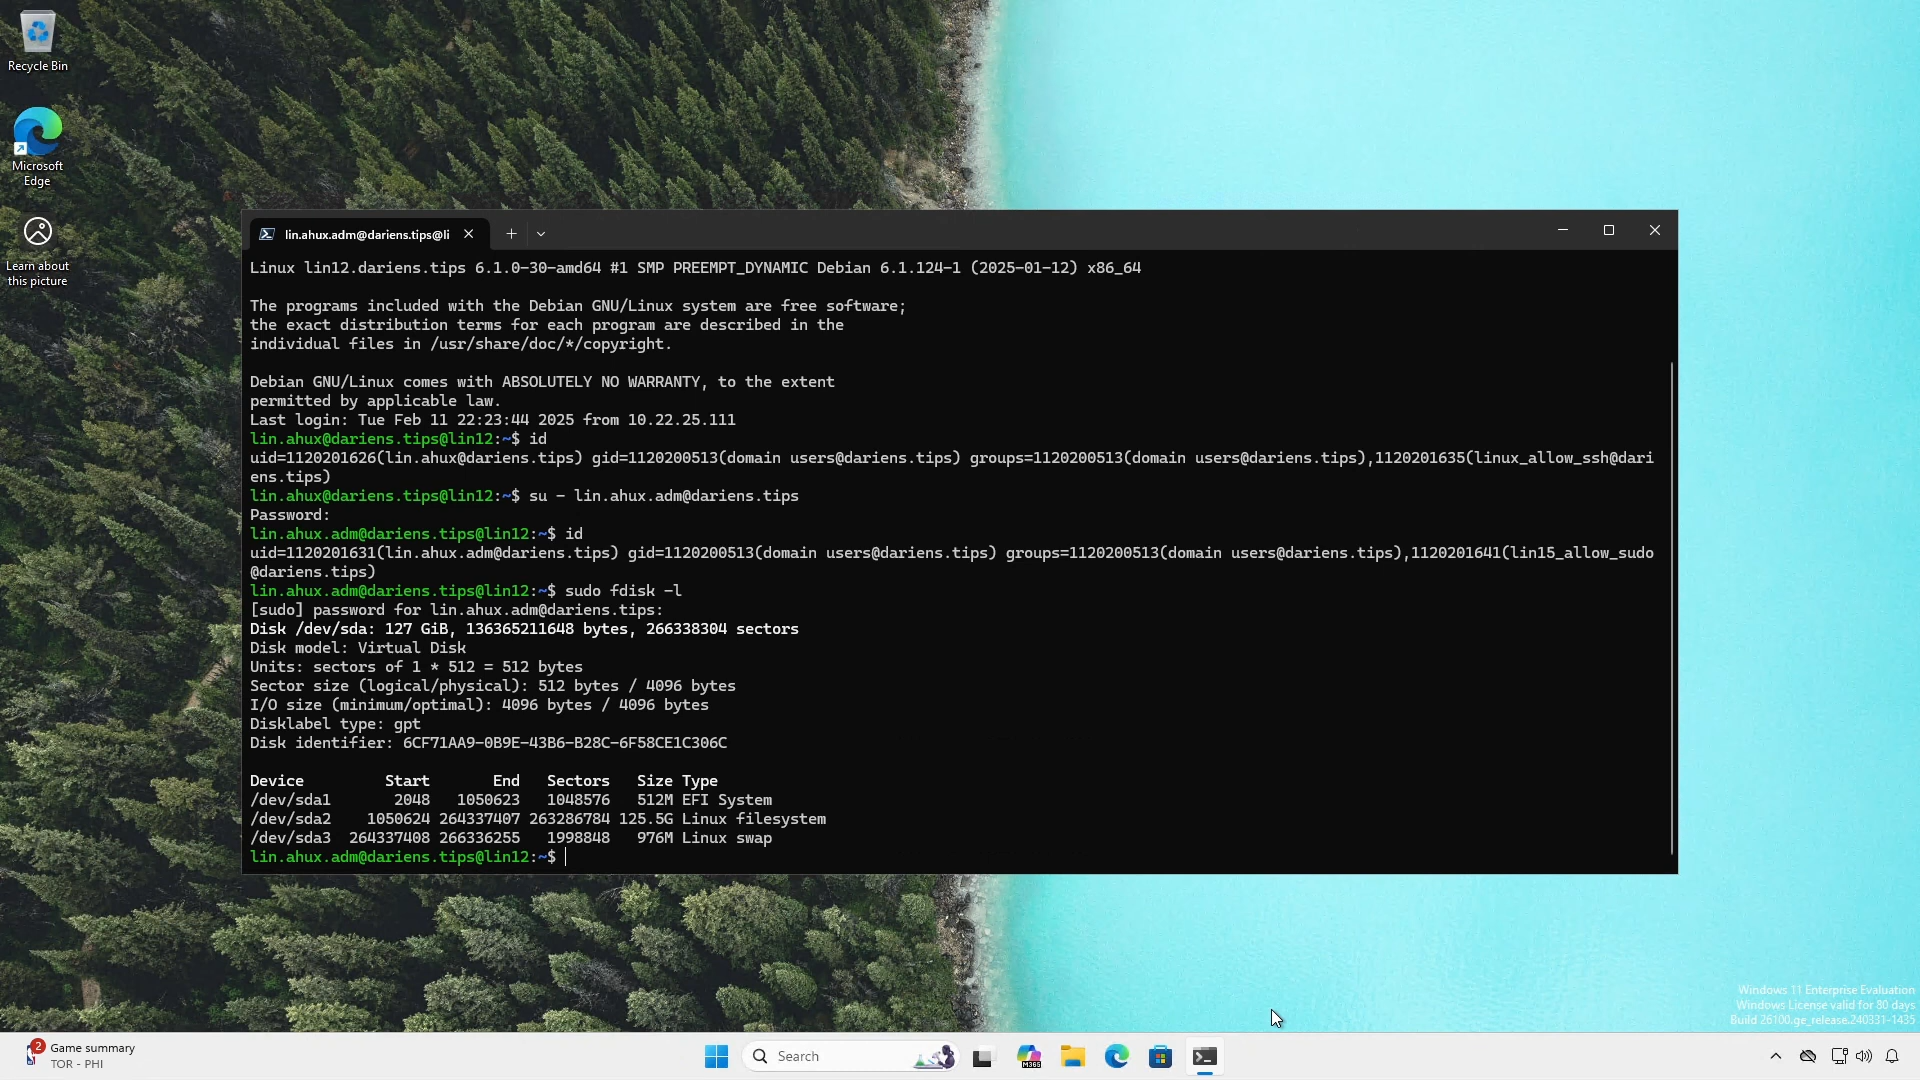 Recycle Bin
Microsoft
Edge
Learn about
this picture
lin.ahux.adm@dariens.tips@li
Linux lin12.dariens.tips 6.1.0-30-amd64 #1 SMP PREEMPT_DYNAMIC Debian 6.1.124-1 (2025-01-12) x86_64
The programs included with the Debian GNU/Linux system are free software;
the exact distribution terms for each program are described in the
individual files in /usr/share/doc/*/copyright.
Debian GNU/Linux comes with ABSOLUTELY NO WARRANTY, to the extent
permitted by applicable law.
Last login: Tue Feb 11 22:23:44 2025 from 10.22.25.111
lin.ahux@dariens.tips@lin12:~$ id
uid=1120201626(lin.ahux@dariens.tips) gid=1120200513(domain users@dariens.tips) groups=1120200513(domain users@dariens.tips),1120201635(linux_allow_ssh@dari
ens.tips)
lin.ahux@dariens.tips@lin12:~$ su - lin.ahux.adm@dariens.tips
Password:
lin.ahux.adm@dariens.tips@lin12:~$ id
uid=1120201631(lin.ahux.adm@dariens.tips) gid=1120200513(domain users@dariens.tips) groups=1120200513(domain users@dariens.tips),1120201641(lin15_allow_sudo
@dariens.tips)
lin.ahux.adm@dariens.tips@lin12:~$ sudo fdisk -l
[sudo] password for lin.ahux.adm@dariens.tips:
Disk /dev/sda: 127 GiB, 136365211648 bytes, 266338304 sectors
Disk model: Virtual Disk
Units: sectors of 1 * 512 = 512 bytes
Sector size (logical/physical): 512 bytes / 4096 bytes
I/O size (minimum/optimal): 4096 bytes / 4096 bytes
Disklabel type: gpt
Disk identifier: 6CF71AA9-0B9E-43B6-B28C-6F58CE1C306C
Device Start End Sectors Size Type
/dev/sda1 2048 1050623 1048576 512M EFI System
/dev/sda2 1050624 264337407 263286784 125.5G Linux filesystem
/dev/sda3 264337408 266336255 1998848 976M Linux swap
lin.ahux.adm@dariens.tips@lin12:~$
Windows 11 Enterprise Evaluation
Windows License valid for 80 days
Build 26100.ge_release.240331-1435
2
Game summary
TOR - PHI
Search
M365